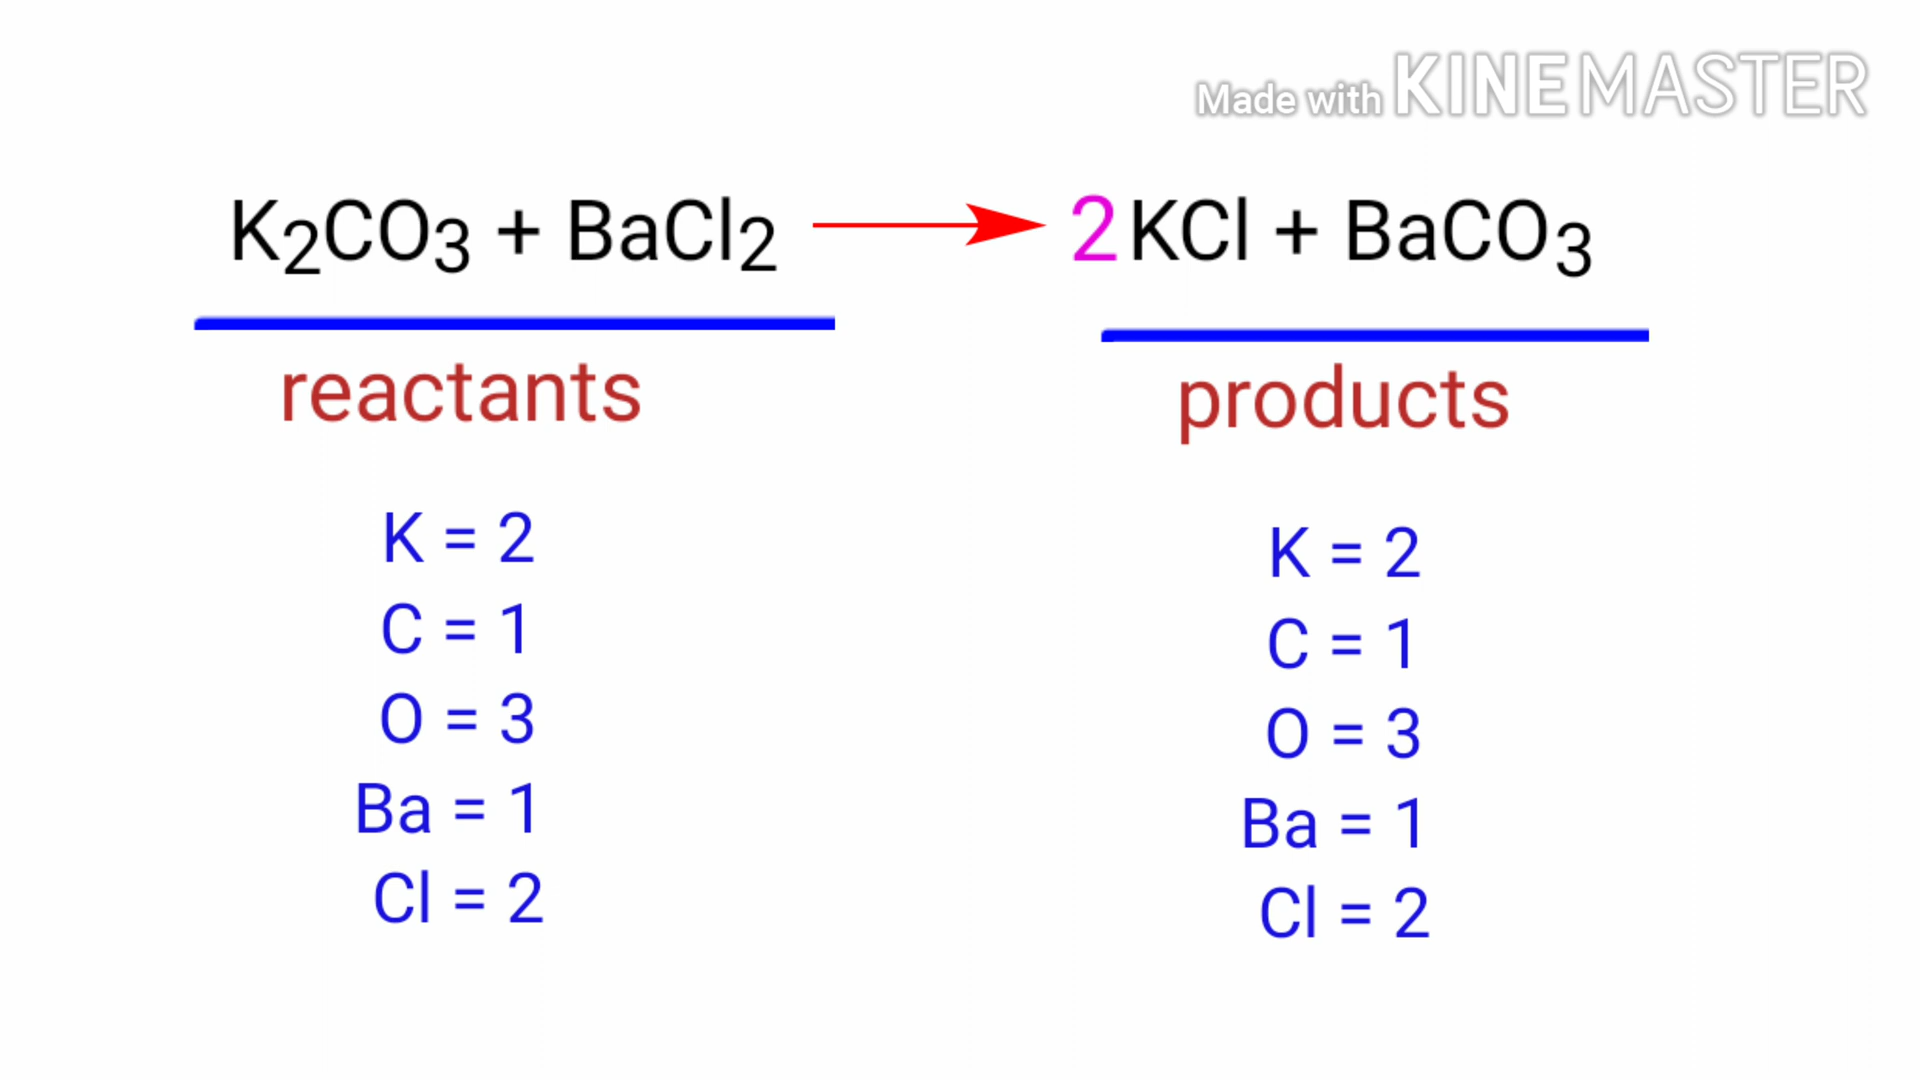 Made with KINEMASTER
K2CO3 + BaCl2 → 2KCl + BaCO3
reactants
products
K = 2
C = 1
O = 3
Ba = 1
Cl = 2
K = 2
C = 1
O = 3
Ba = 1
Cl = 2